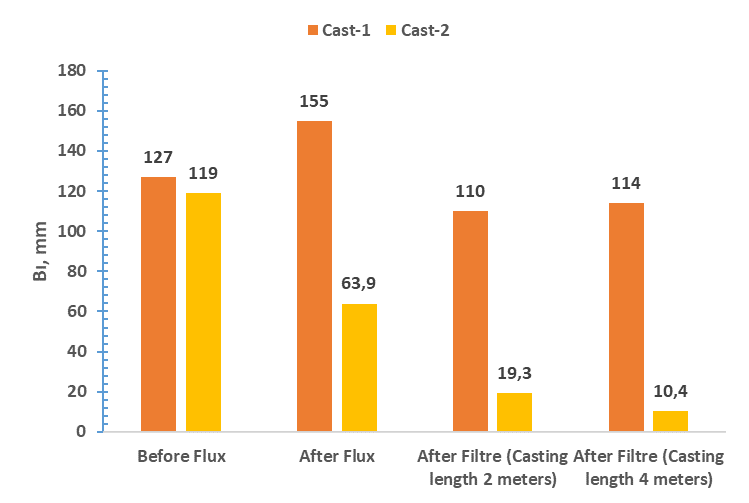 Cast-1 Cast-2
Bı, mm
180
160
140
120
100
80
60
40
20
0
127
119
155
63,9
110
19,3
114
10,4
Before Flux
After Flux
After Filtre (Casting
length 2 meters)
After Filtre (Casting
length 4 meters)